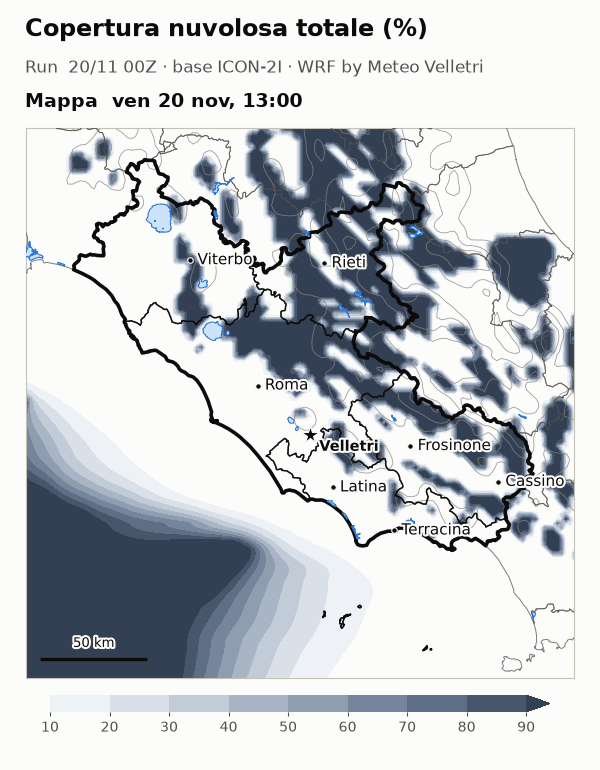 Copertura nuvolosa totale (%)
Run  20/11 00Z · base ICON-2I · WRF by Meteo Velletri
Mappa  ven 20 nov, 13:00
Viterbo
Rieti
Roma
Velletri
Frosinone
Cassino
Latina
Terracina
50 km
10 20 30 40 50 60 70 80 90